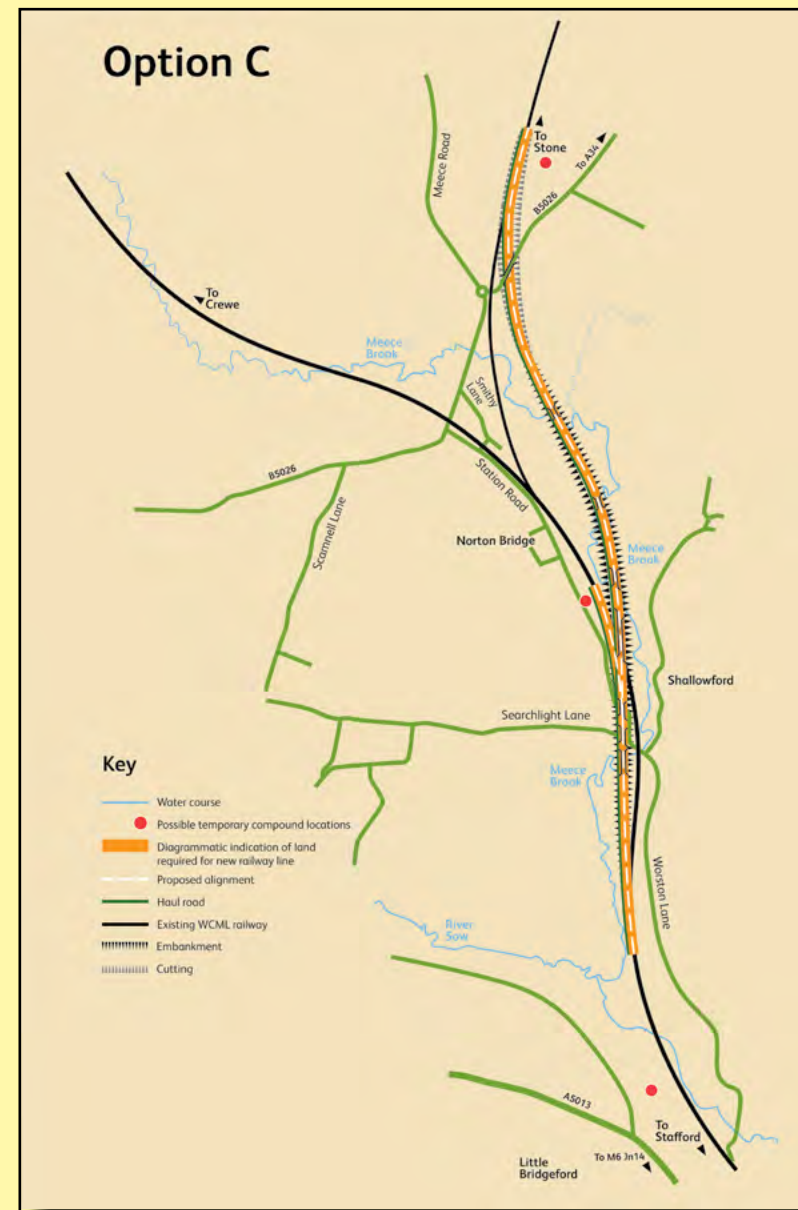 Option C
To
Stone
To A34
Meece Road
B5026
To
Crewe
Meece
Brook
Smithy
Lane
B5026
Station Road
Scamnell Lane
Norton Bridge
Meece
Brook
Shallowford
Searchlight Lane
Meece
Brook
Key
Water course
Possible temporary compound locations
Diagrammatic indication of land
required for new railway line
Proposed alignment
Haul road
Existing WCML railway
Embankment
Cutting
Worston Lane
River
Sow
A5013
To
Stafford
To M6 Jn14
Little
Bridgeford